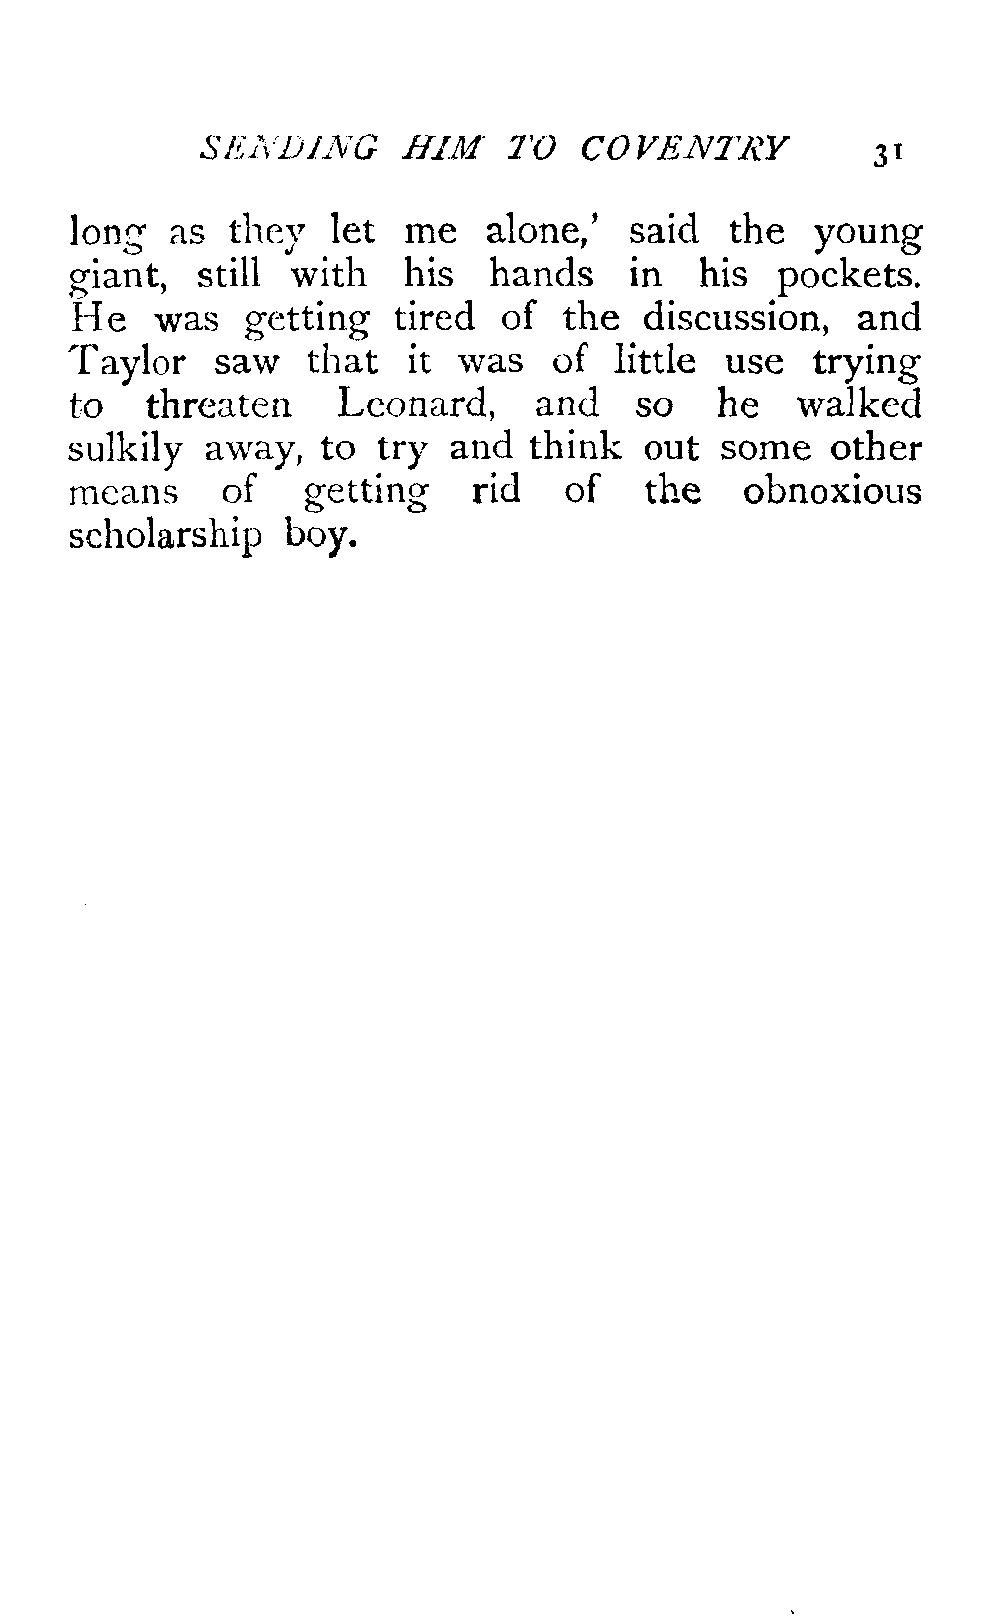 SENDING HIM TO COVENTRY 31
long as they let me alone,' said the young
giant, still with his hands in his pockets.
He was getting tired of the discussion, and
Taylor saw that it was of little use trying
to threaten Leonard, and so he walked
sulkily away, to try and think out some other
means of getting rid of the obnoxious
scholarship boy.